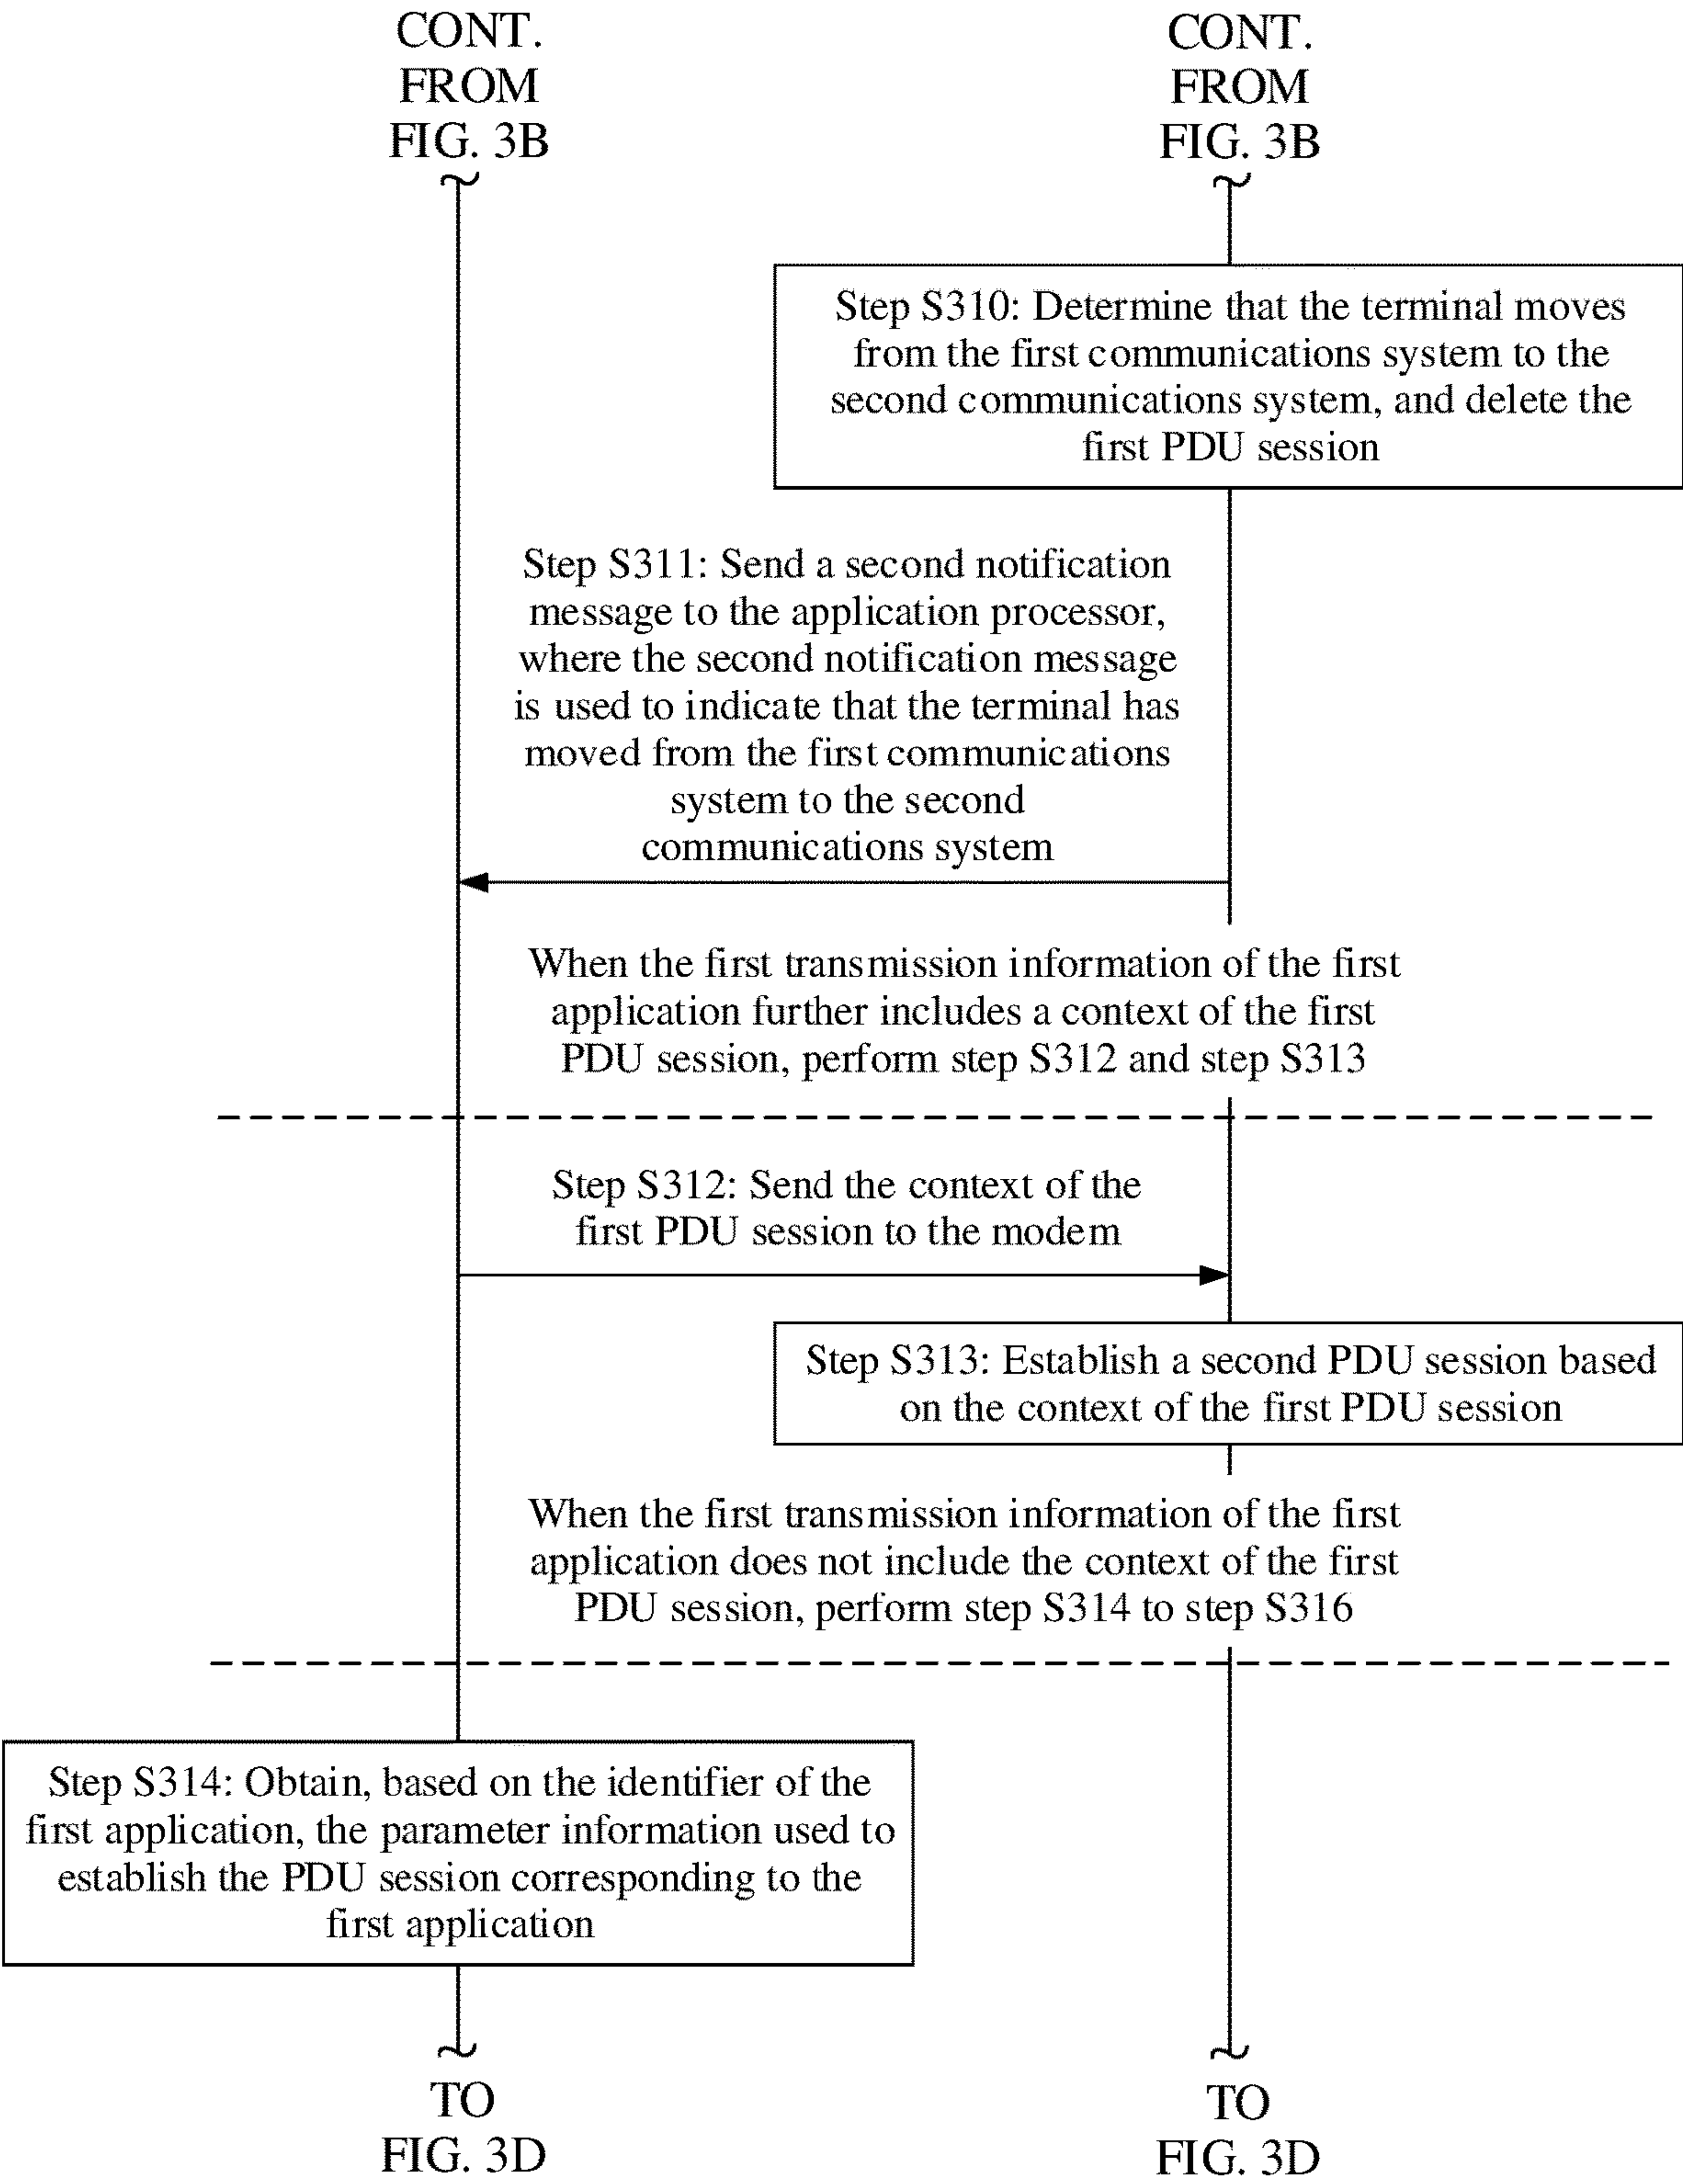 CONT.
FROM
FIG. 3B
CONT.
FROM
FIG. 3B
Step S310: Determine that the terminal moves
from the first communications system to the
second communications system, and delete the
first PDU session
Step S311: Send a second notification
message to the application processor,
where the second notification message
is used to indicate that the terminal has
moved from the first communications
system to the second
communications system
When the first transmission information of the first
application further includes a context of the first
PDU session, perform step S312 and step S313
Step S312: Send the context of the
first PDU session to the modem
Step S313: Establish a second PDU session based
on the context of the first PDU session
When the first transmission information of the first
application does not include the context of the first
PDU session, perform step S314 to step S316
Step S314: Obtain, based on the identifier of the
first application, the parameter information used to
establish the PDU session corresponding to the
first application
TO
FIG. 3D
TO
FIG. 3D